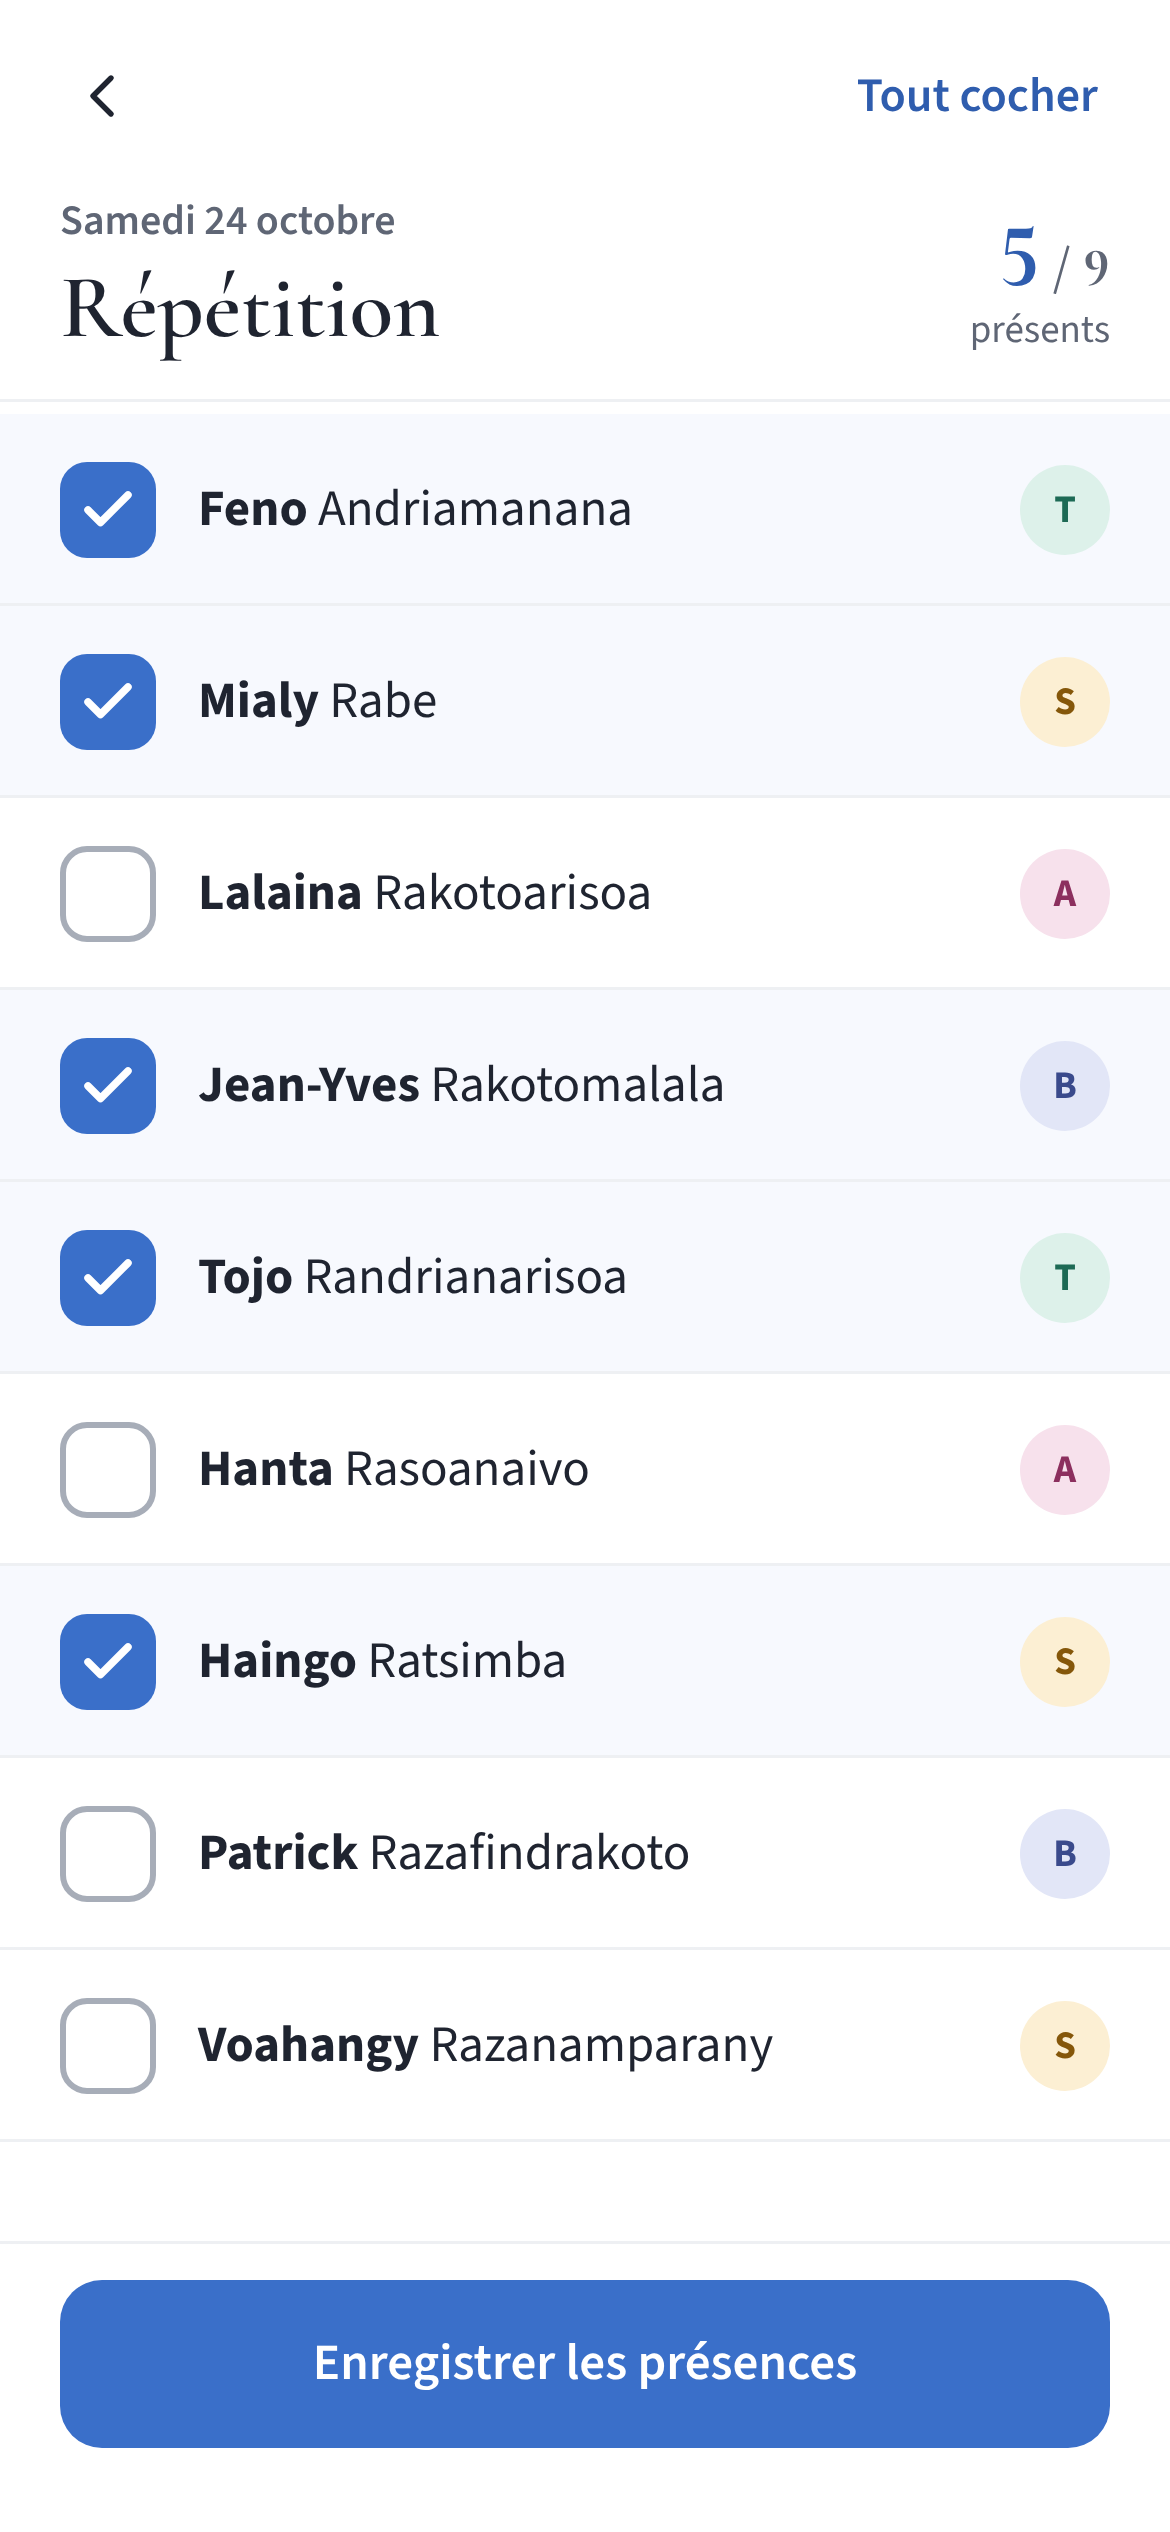 Tout cocher
Samedi 24 octobre
Répétition
5 / 9
présents
Feno Andriamanana T
Mialy Rabe S
Lalaina Rakotoarisoa A
Jean-Yves Rakotomalala B
Tojo Randrianarisoa T
Hanta Rasoanaivo A
Haingo Ratsimba S
Patrick Razafindrakoto B
Voahangy Razanamparany S
Enregistrer les présences